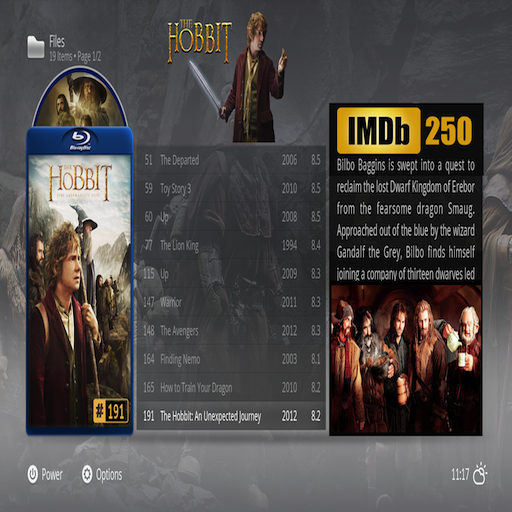 Files
19 Items • Page 1/2
THE
HOBBIT
Blu-ray Disc
THE
HOBBIT
# 191
51 The Departed 2006 8.5
59 Toy Story 3 2010 8.5
60 Up 2008 8.5
77 The Lion King 1994 8.4
115 Up 2009 8.3
147 Warrior 2011 8.3
148 The Avengers 2012 8.3
164 Finding Nemo 2003 8.1
165 How to Train Your Dragon 2010 8.2
191 The Hobbit: An Unexpected Journey 2012 8.2
IMDb 250
Bilbo Baggins is swept into a quest to
reclaim the lost Dwarf Kingdom of Erebor
from the fearsome dragon Smaug.
Approached out of the blue by the wizard
Gandalf the Grey, Bilbo finds himself
joining a company of thirteen dwarves led
Power
Options
11:17